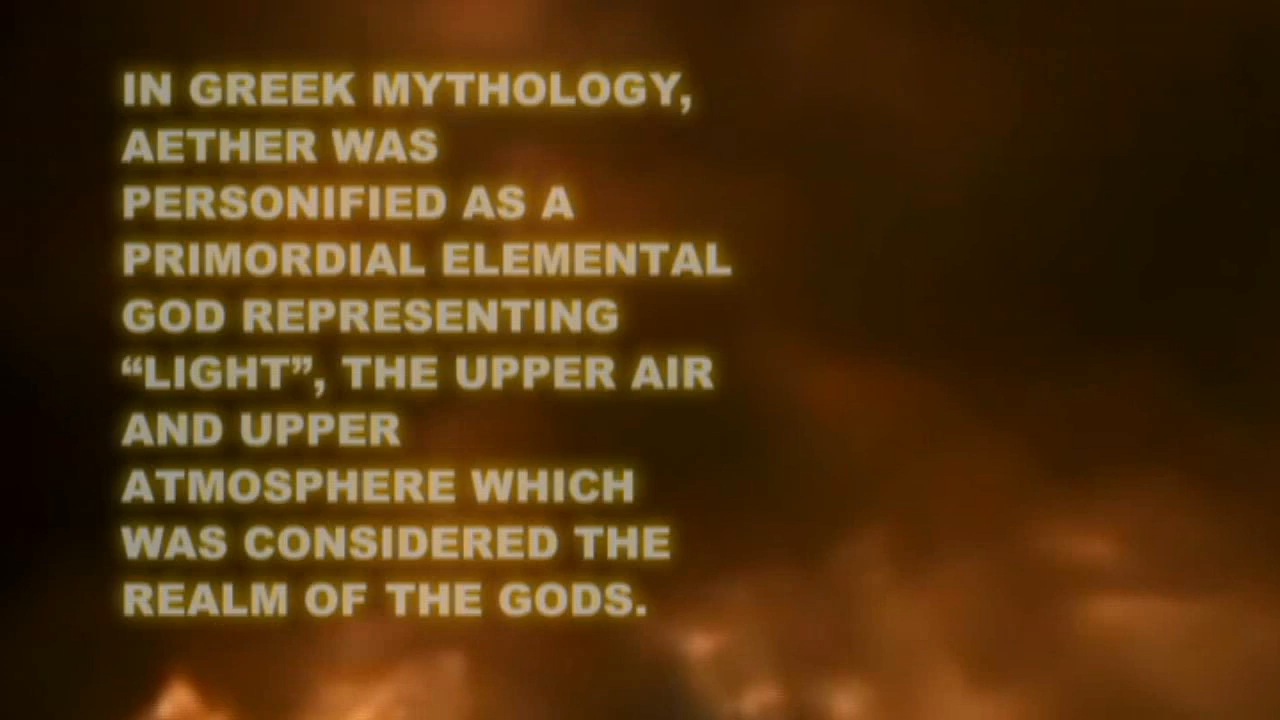 IN GREEK MYTHOLOGY,
AETHER WAS
PERSONIFIED AS A
PRIMORDIAL ELEMENTAL
GOD REPRESENTING
“LIGHT”, THE UPPER AIR
AND UPPER
ATMOSPHERE WHICH
WAS CONSIDERED THE
REALM OF THE GODS.